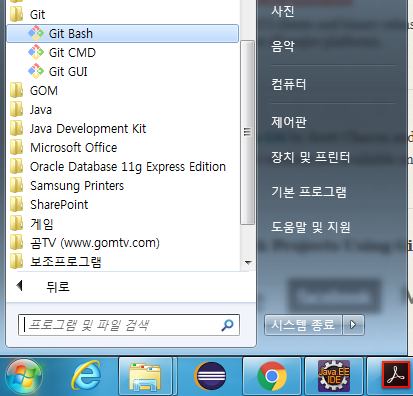 Git
Git Bash
Git CMD
Git GUI
GOM
Java
Java Development Kit
Microsoft Office
Oracle Database 11g Express Edition
Samsung Printers
SharePoint
게임
곰TV (www.gomtv.com)
보조프로그램
뒤로
프로그램 및 파일 검색
사진
음악
컴퓨터
제어판
장치 및 프린터
기본 프로그램
도움말 및 지원
Projects Using Gi
facebook
시스템 종료
Java EE
IDE